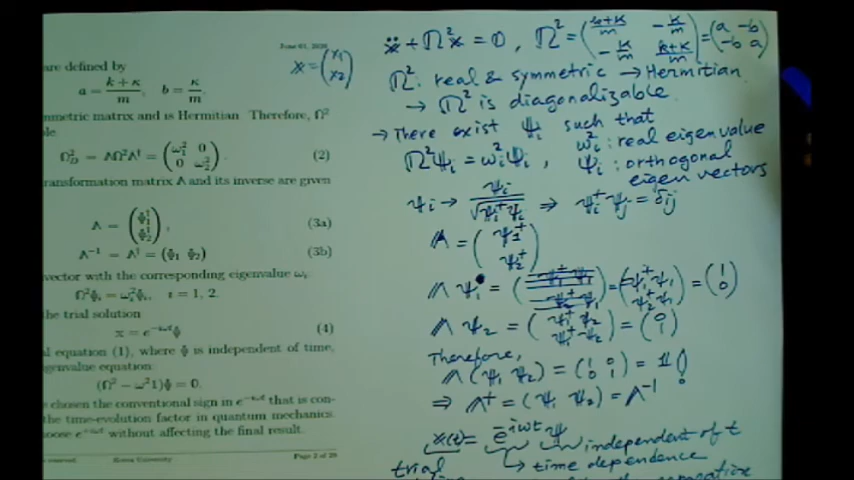 June 01, 2020
are defined by
a = (k + κ)/m, b = κ/m.
mmetric matrix and is Hermitian Therefore, Ω²
ble.
Ω²_D = ΛΩ²Λ† = (ω₁² 0
0 ω₂²). (2)
ransformation matrix Λ and its inverse are given
Λ = (ψ₁†
ψ₂†), (3a)
Λ⁻¹ = Λ† = (ψ₁ ψ₂) (3b)
vector with the corresponding eigenvalue ωᵢ
Ω²ψᵢ = ωᵢ²ψᵢ, i = 1, 2.
the trial solution
x = e^{-iωt}ψ (4)
al equation (1), where ψ is independent of time,
genvalue equation:
(Ω² − ω²1)ψ = 0.
s chosen the conventional sign in e^{-iωt} that is con-
the time-evolution factor in quantum mechanics.
oose e^{+iωt} without affecting the final result.
reserved. Korea University Page 2 of 20
ẍ + Ω²x = 0, Ω² = ((k+κ)/m −κ/m
−κ/m (k+κ)/m) = (a −b
−b a)
x = (x₁
x₂)
Ω²: real & symmetric → Hermitian
→ Ω² is diagonalizable
→ There exist ψᵢ such that
Ω²ψᵢ = ωᵢ²ψᵢ, ωᵢ²: real eigenvalue
ψᵢ: orthogonal
eigen vectors
ψᵢ → ψᵢ/√(ψᵢ†ψᵢ) ⇒ ψᵢ†ψⱼ = δij
Λ = (ψ₁†
ψ₂†)
Λψ₁ = = (ψ₁†ψ₁
ψ₂†ψ₁) = (1
0)
Λψ₂ = (ψ₁†ψ₂
ψ₂) = (0
1)
Therefore,
Λ(ψ₁ ψ₂) = (1 0
0 1) = 𝟙 !
⇒ Λ† = (ψ₁ ψ₂) = Λ⁻¹
x(t) = e^{-iωt} ψ
independent of t
trial → time dependence